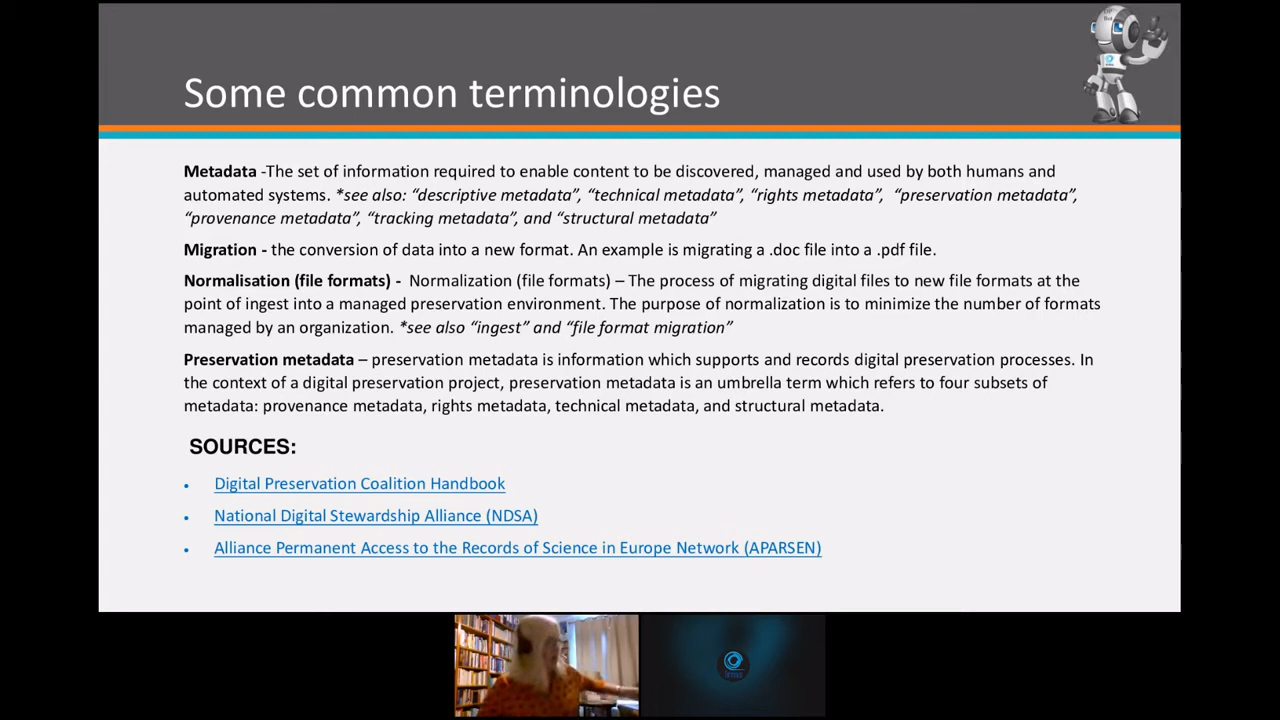 Some common terminologies
Metadata -The set of information required to enable content to be discovered, managed and used by both humans and
automated systems. *see also: “descriptive metadata”, “technical metadata”, “rights metadata”,  “preservation metadata”,
“provenance metadata”, “tracking metadata”, and “structural metadata”
Migration - the conversion of data into a new format. An example is migrating a .doc file into a .pdf file.
Normalisation (file formats) -  Normalization (file formats) – The process of migrating digital files to new file formats at the
point of ingest into a managed preservation environment. The purpose of normalization is to minimize the number of formats
managed by an organization. *see also “ingest” and “file format migration”
Preservation metadata – preservation metadata is information which supports and records digital preservation processes. In
the context of a digital preservation project, preservation metadata is an umbrella term which refers to four subsets of
metadata: provenance metadata, rights metadata, technical metadata, and structural metadata.
SOURCES:
• Digital Preservation Coalition Handbook
• National Digital Stewardship Alliance (NDSA)
• Alliance Permanent Access to the Records of Science in Europe Network (APARSEN)